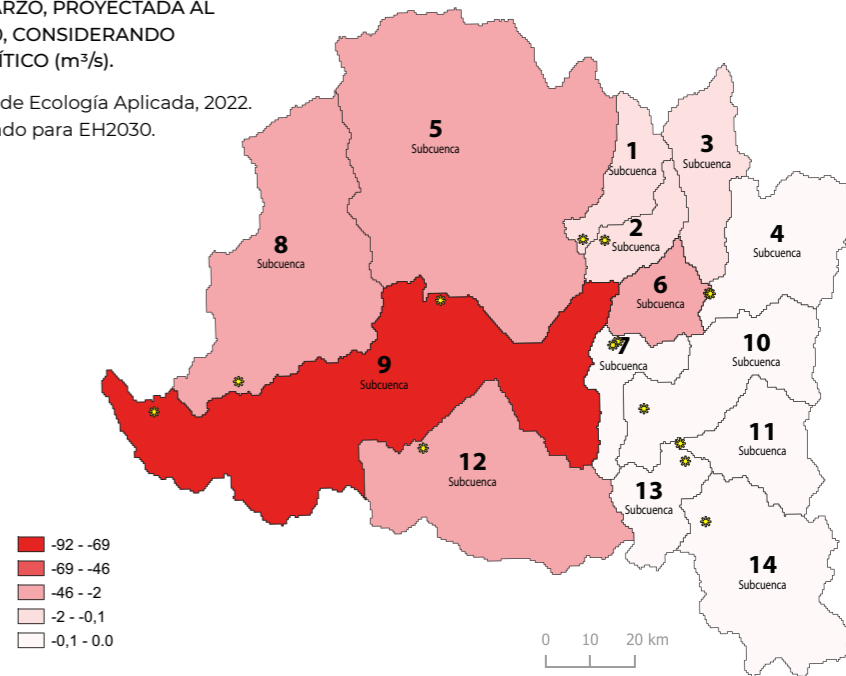 ARZO, PROYECTADA AL
0, CONSIDERANDO
ÍTICO (m³/s).
de Ecología Aplicada, 2022.
ndo para EH2030.
5
Subcuenca
1
Subcuenca
3
Subcuenca
2
Subcuenca
4
Subcuenca
8
Subcuenca
6
Subcuenca
7
Subcuenca
10
Subcuenca
9
Subcuenca
11
Subcuenca
12
Subcuenca
13
Subcuenca
14
Subcuenca
-92 - -69
-69 - -46
-46 - -2
-2 - -0,1
-0,1 - 0.0
0 10 20 km